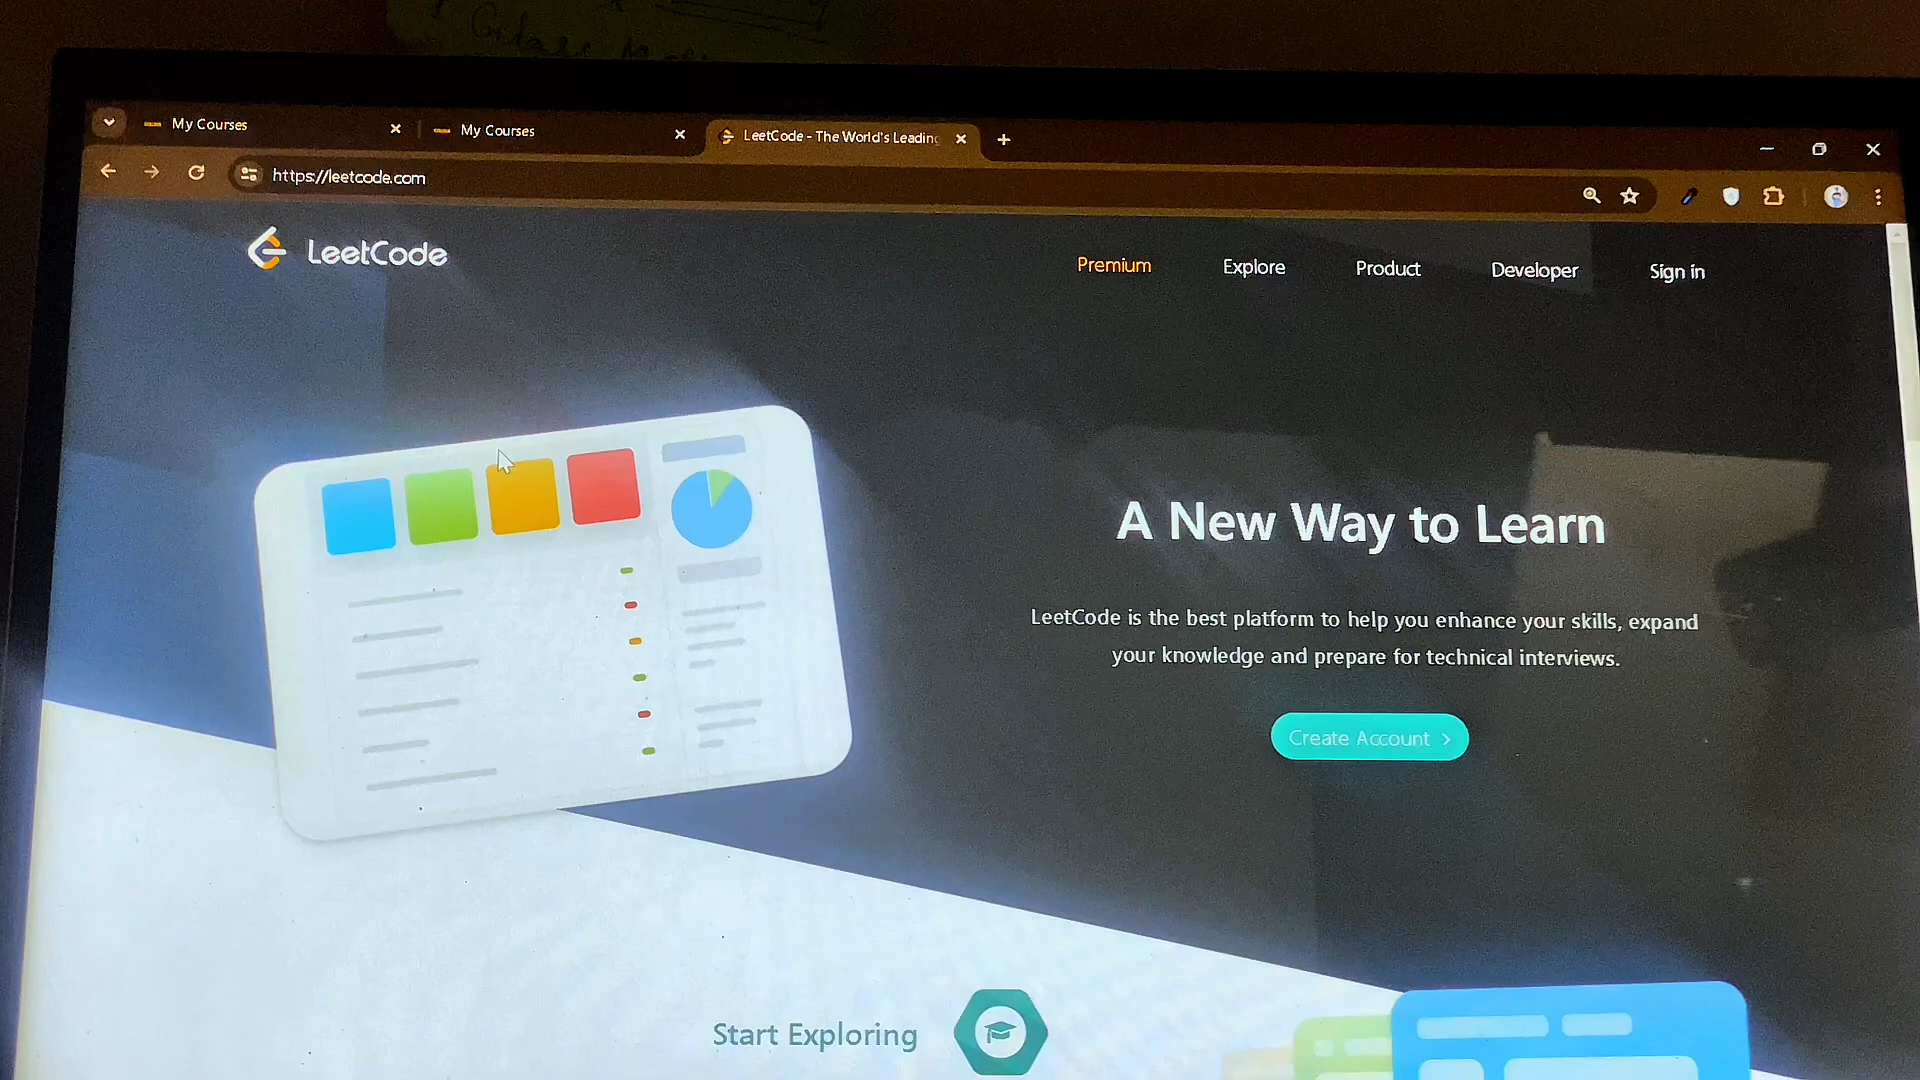 My Courses
My Courses
LeetCode - The World's Leading
https://leetcode.com
LeetCode
Premium
Explore
Product
Developer
Sign in
A New Way to Learn
LeetCode is the best platform to help you enhance your skills, expand
your knowledge and prepare for technical interviews.
Create Account >
Start Exploring